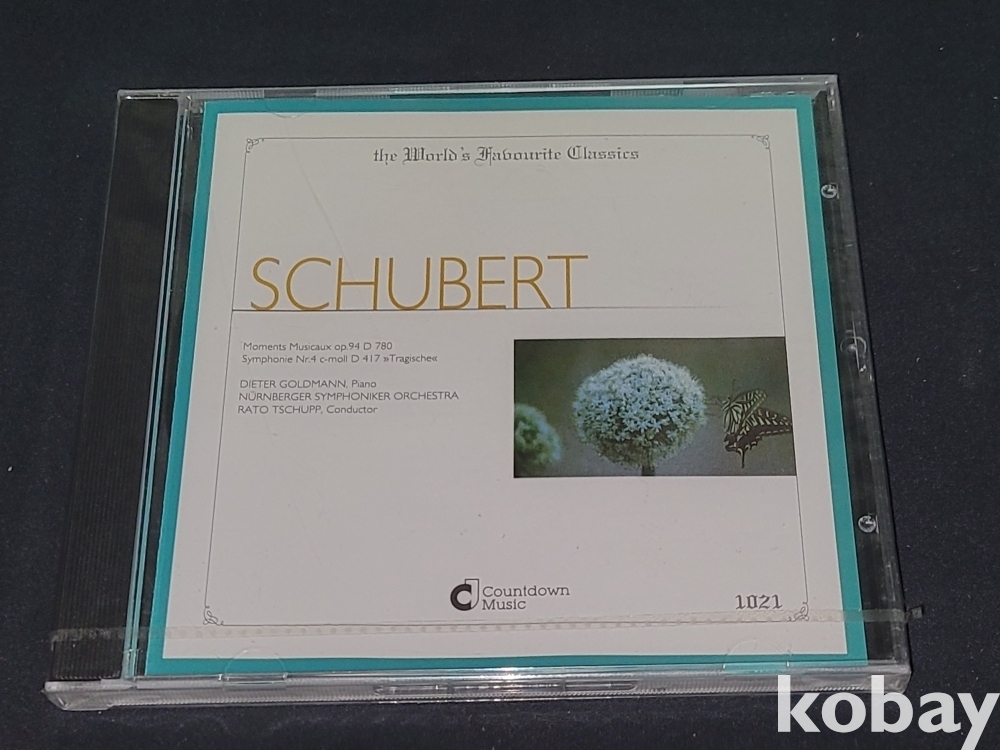 the World's Favourite Classics
SCHUBERT
Moments Musicaux op.94 D 780
Symphonie Nr.4 c-moll D 417 »Tragische«
DIETER GOLDMANN, Piano
NÜRNBERGER SYMPHONIKER ORCHESTRA
RATO TSCHUPP, Conductor
Countdown
Music
1021
kobay